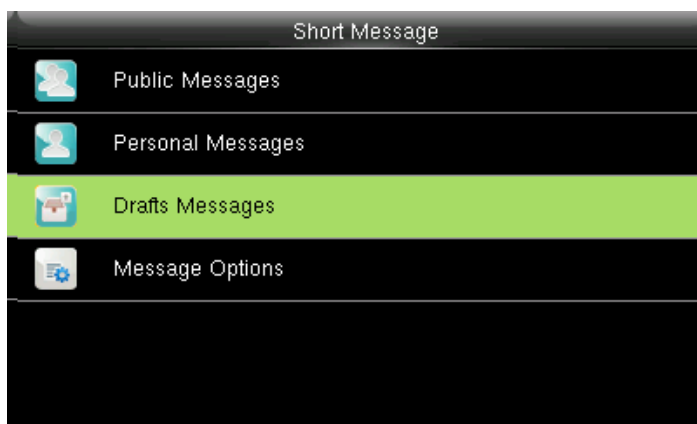 Short Message
Public Messages
Personal Messages
Drafts Messages
Message Options